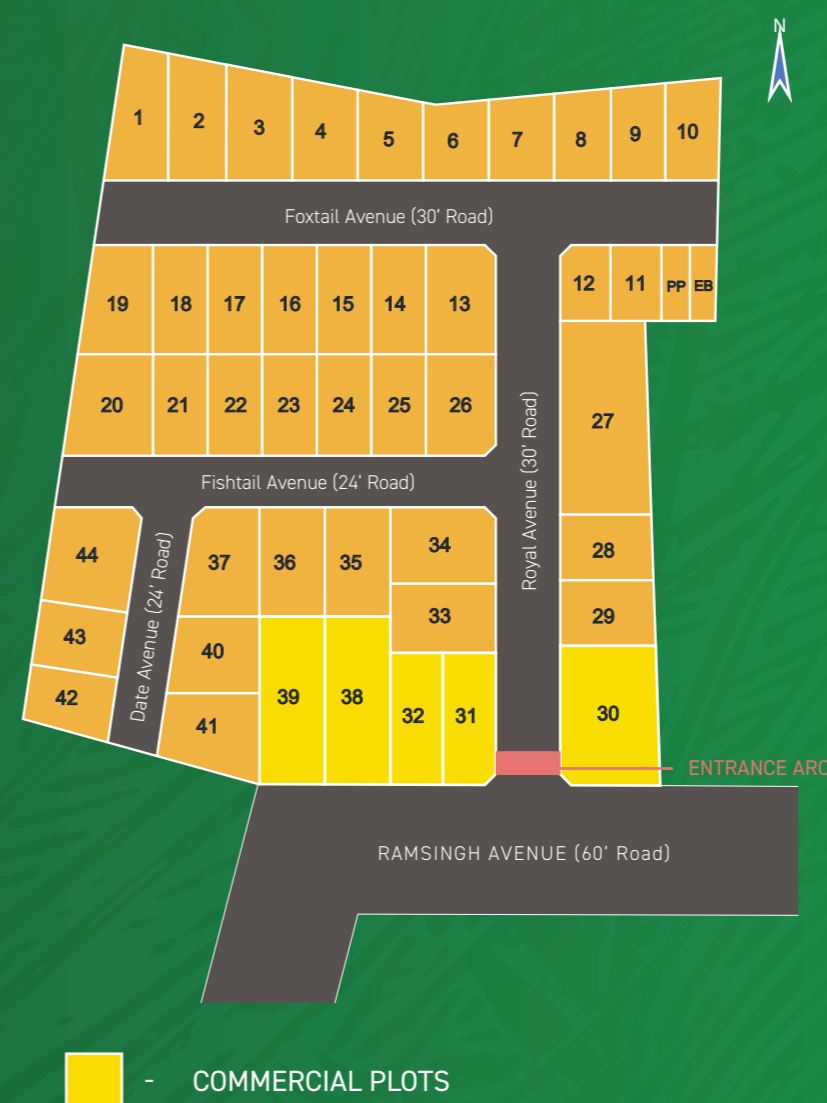 N
1 2 3 4 5 6 7 8 9 10
Foxtail Avenue (30' Road)
19 18 17 16 15 14 13 12 11 PP EB
20 21 22 23 24 25 26 27
Royal Avenue (30' Road)
Fishtail Avenue (24' Road)
44 37 36 35 34 28
Date Avenue (24' Road)
43 40 33 29
42 41 39 38 32 31 30
ENTRANCE ARC
RAMSINGH AVENUE (60' Road)
- COMMERCIAL PLOTS